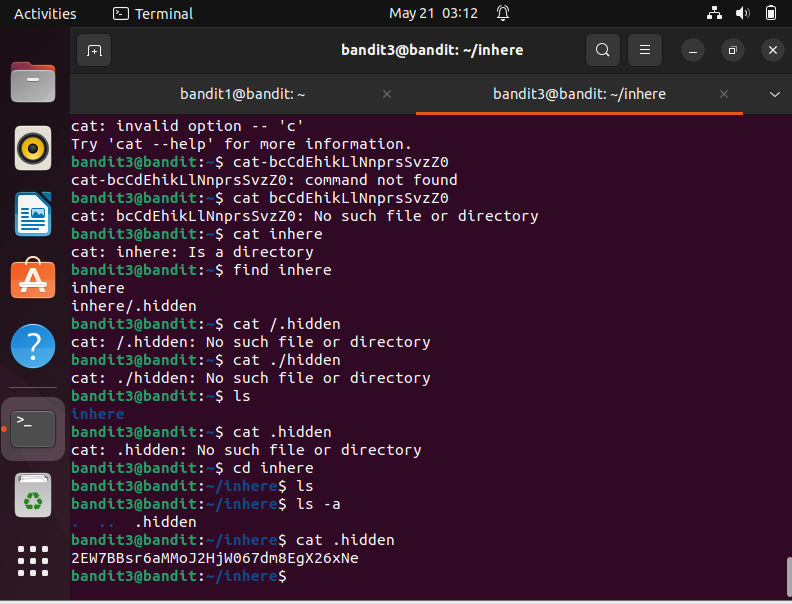 Activities
Terminal
May 21 03:12
bandit3@bandit: ~/inhere
bandit1@bandit: ~
bandit3@bandit: ~/inhere
cat: invalid option -- 'c'
Try 'cat --help' for more information.
bandit3@bandit:~$ cat-bcCdEhikLlNnprsSvzZ0
cat-bcCdEhikLlNnprsSvzZ0: command not found
bandit3@bandit:~$ cat bcCdEhikLlNnprsSvzZ0
cat: bcCdEhikLlNnprsSvzZ0: No such file or directory
bandit3@bandit:~$ cat inhere
cat: inhere: Is a directory
bandit3@bandit:~$ find inhere
inhere
inhere/.hidden
bandit3@bandit:~$ cat /.hidden
cat: /.hidden: No such file or directory
bandit3@bandit:~$ cat ./hidden
cat: ./hidden: No such file or directory
bandit3@bandit:~$ ls
inhere
bandit3@bandit:~$ cat .hidden
cat: .hidden: No such file or directory
bandit3@bandit:~$ cd inhere
bandit3@bandit:~/inhere$ ls
bandit3@bandit:~/inhere$ ls -a
.  ..  .hidden
bandit3@bandit:~/inhere$ cat .hidden
2EW7BBsr6aMMoJ2HjW067dm8EgX26xNe
bandit3@bandit:~/inhere$